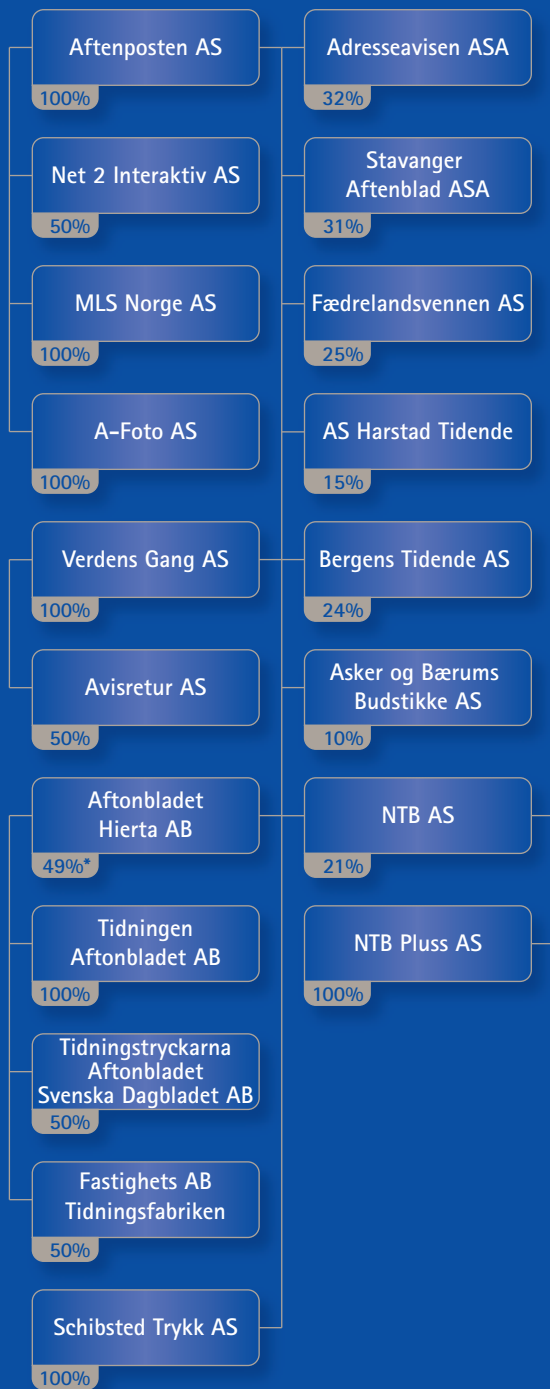 Aftenposten AS
100%
Net 2 Interaktiv AS
50%
MLS Norge AS
100%
A-Foto AS
100%
Verdens Gang AS
100%
Avisretur AS
50%
Aftonbladet
Hierta AB
49%*
Tidningen
Aftonbladet AB
100%
Tidningstryckarna
Aftonbladet
Svenska Dagbladet AB
50%
Fastighets AB
Tidningsfabriken
50%
Schibsted Trykk AS
100%
Adresseavisen ASA
32%
Stavanger
Aftenblad ASA
31%
Fædrelandsvennen AS
25%
AS Harstad Tidende
15%
Bergens Tidende AS
24%
Asker og Bærums
Budstikke AS
10%
NTB AS
21%
NTB Pluss AS
100%